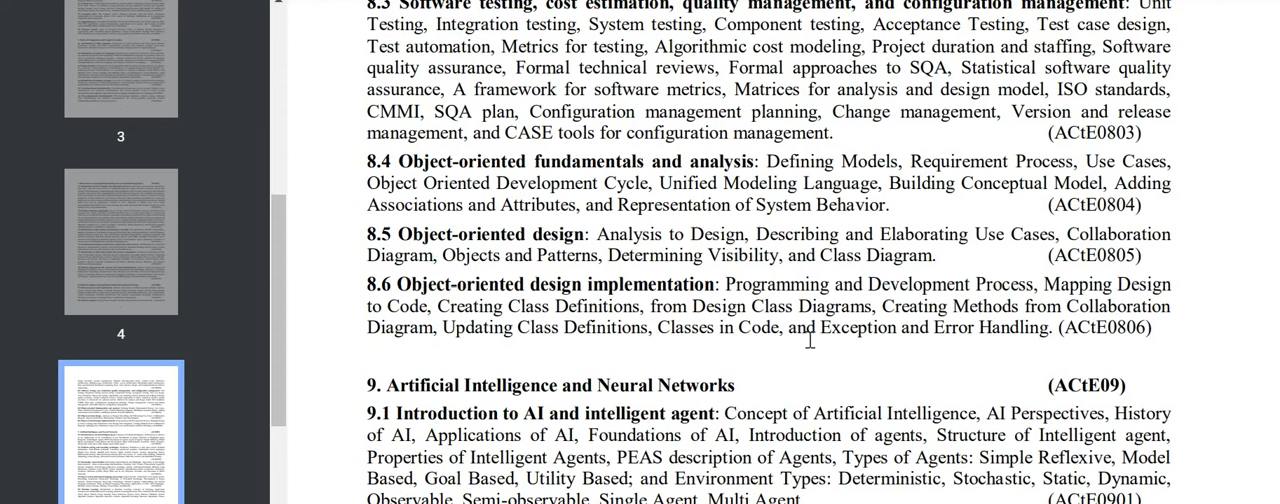 3
4
8.3 Software testing, cost estimation, quality management, and configuration management: Unit
Testing, Integration testing, System testing, Component testing, Acceptance Testing, Test case design,
Test automation, Metrics for testing, Algorithmic cost modeling, Project duration and staffing, Software
quality assurance, Formal technical reviews, Formal approaches to SQA, Statistical software quality
assurance, A framework for software metrics, Matrices for analysis and design model, ISO standards,
CMMI, SQA plan, Configuration management planning, Change management, Version and release
management, and CASE tools for configuration management. (ACtE0803)
8.4 Object-oriented fundamentals and analysis: Defining Models, Requirement Process, Use Cases,
Object Oriented Development Cycle, Unified Modeling Language, Building Conceptual Model, Adding
Associations and Attributes, and Representation of System Behavior. (ACtE0804)
8.5 Object-oriented design: Analysis to Design, Describing and Elaborating Use Cases, Collaboration
Diagram, Objects and Patterns, Determining Visibility, and Class Diagram. (ACtE0805)
8.6 Object-oriented design implementation: Programming and Development Process, Mapping Design
to Code, Creating Class Definitions, from Design Class Diagrams, Creating Methods from Collaboration
Diagram, Updating Class Definitions, Classes in Code, and Exception and Error Handling. (ACtE0806)
9. Artificial Intelligence and Neural Networks (ACtE09)
9.1 Introduction to AI and intelligent agent: Concept of Artificial Intelligence, AI Perspectives, History
of AI, Applications of AI, Foundations of AI, Introduction of agents, Structure of Intelligent agent,
Properties of Intelligent Agents, PEAS description of Agents, Types of Agents: Simple Reflexive, Model
Based, Goal Based, Utility Based; and Environment Types: Deterministic, Stochastic, Static, Dynamic,
Observable, Semi-observable, Single Agent, Multi Agent (ACtE0901)